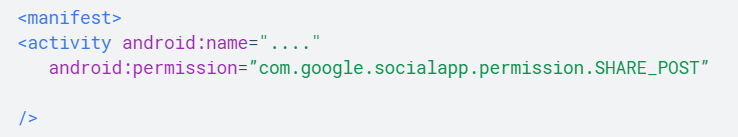 <manifest>
<activity android:name="...."
android:permission=”com.google.socialapp.permission.SHARE_POST”
/>